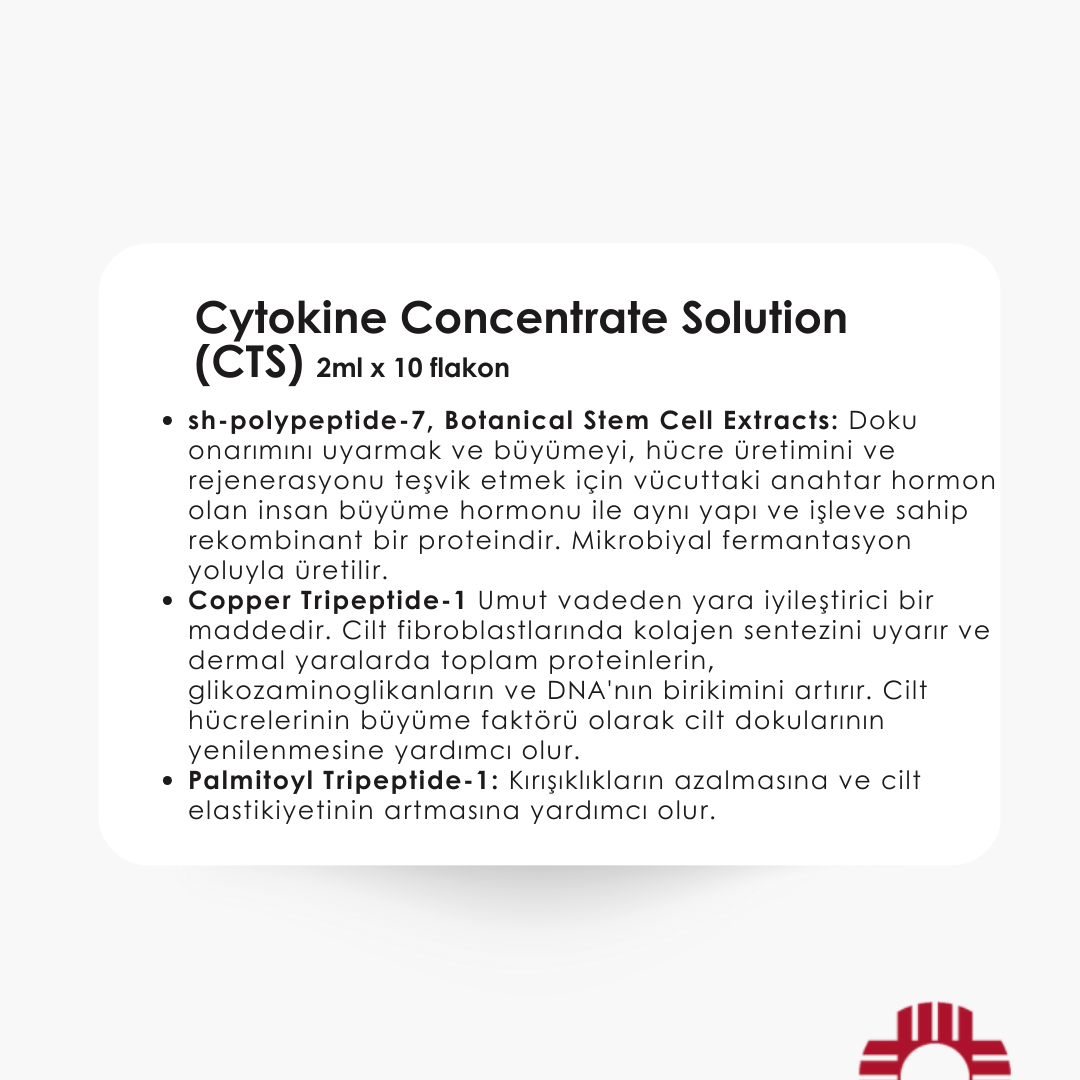 Cytokine Concentrate Solution
(CTS) 2ml x 10 flakon
• sh-polypeptide-7, Botanical Stem Cell Extracts: Doku
onarımını uyarmak ve büyümeyi, hücre üretimini ve
rejenerasyonu teşvik etmek için vücuttaki anahtar hormon
olan insan büyüme hormonu ile aynı yapı ve işleve sahip
rekombinant bir proteindir. Mikrobiyal fermantasyon
yoluyla üretilir.
• Copper Tripeptide-1 Umut vadeden yara iyileştirici bir
maddedir. Cilt fibroblastlarında kolajen sentezini uyarır ve
dermal yaralarda toplam proteinlerin,
glikozaminoglikanların ve DNA'nın birikimini artırır. Cilt
hücrelerinin büyüme faktörü olarak cilt dokularının
yenilenmesine yardımcı olur.
• Palmitoyl Tripeptide-1: Kırışıklıkların azalmasına ve cilt
elastikiyetinin artmasına yardımcı olur.